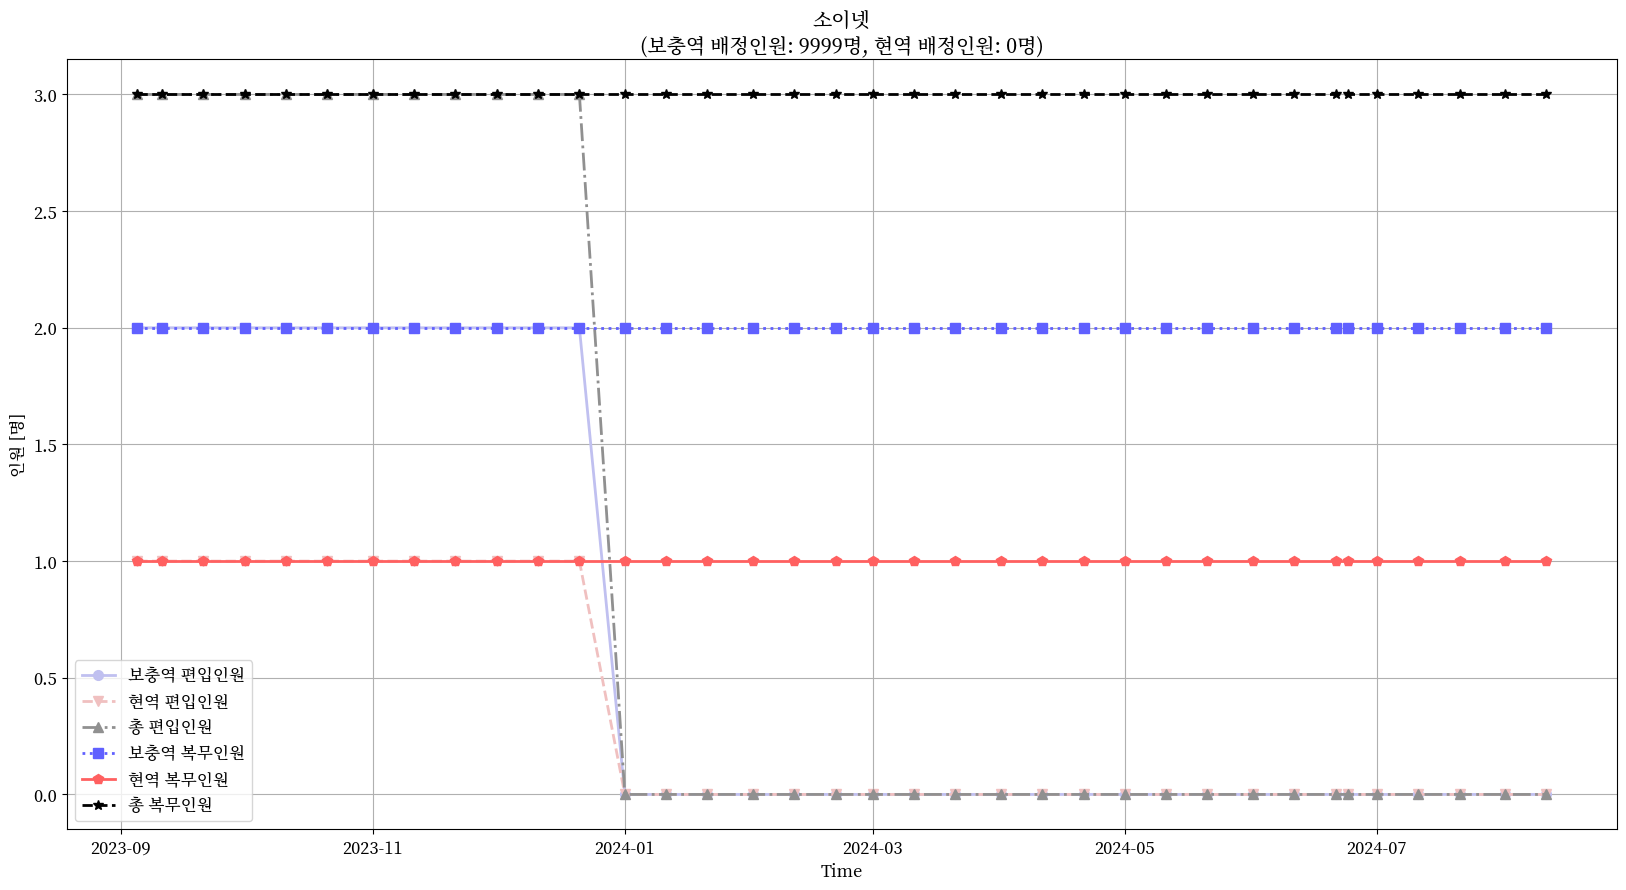 소이넷
(보충역 배정인원: 9999명, 현역 배정인원: 0명)
인원 [명]
3.0
2.5
2.0
1.5
1.0
0.5
0.0
보충역 편입인원
현역 편입인원
총 편입인원
보충역 복무인원
현역 복무인원
총 복무인원
2023-09
2023-11
2024-01
2024-03
2024-05
2024-07
Time